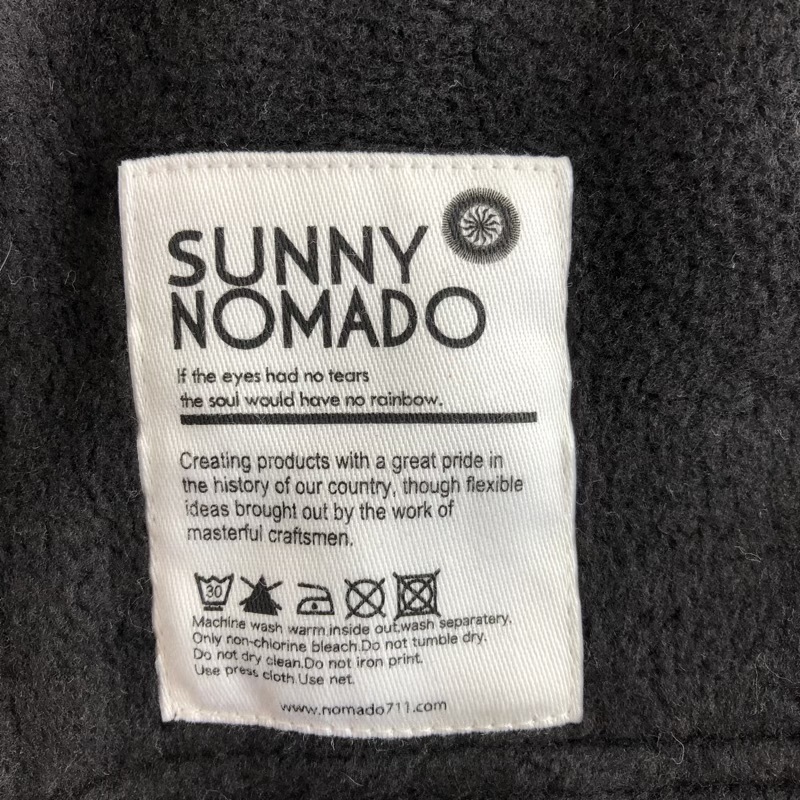 SUNNY
NOMADO
If the eyes had no tears
the soul would have no rainbow.
Creating products with a great pride in
the history of our country, though flexible
ideas brought out by the work of
masterful craftsmen.
30
Machine wash warm.inside out,wash separatery.
Only non-chlorine bleach.Do not tumble dry.
Do not dry clean.Do not iron print.
Use press cloth.Use net.
www.nomado711.com